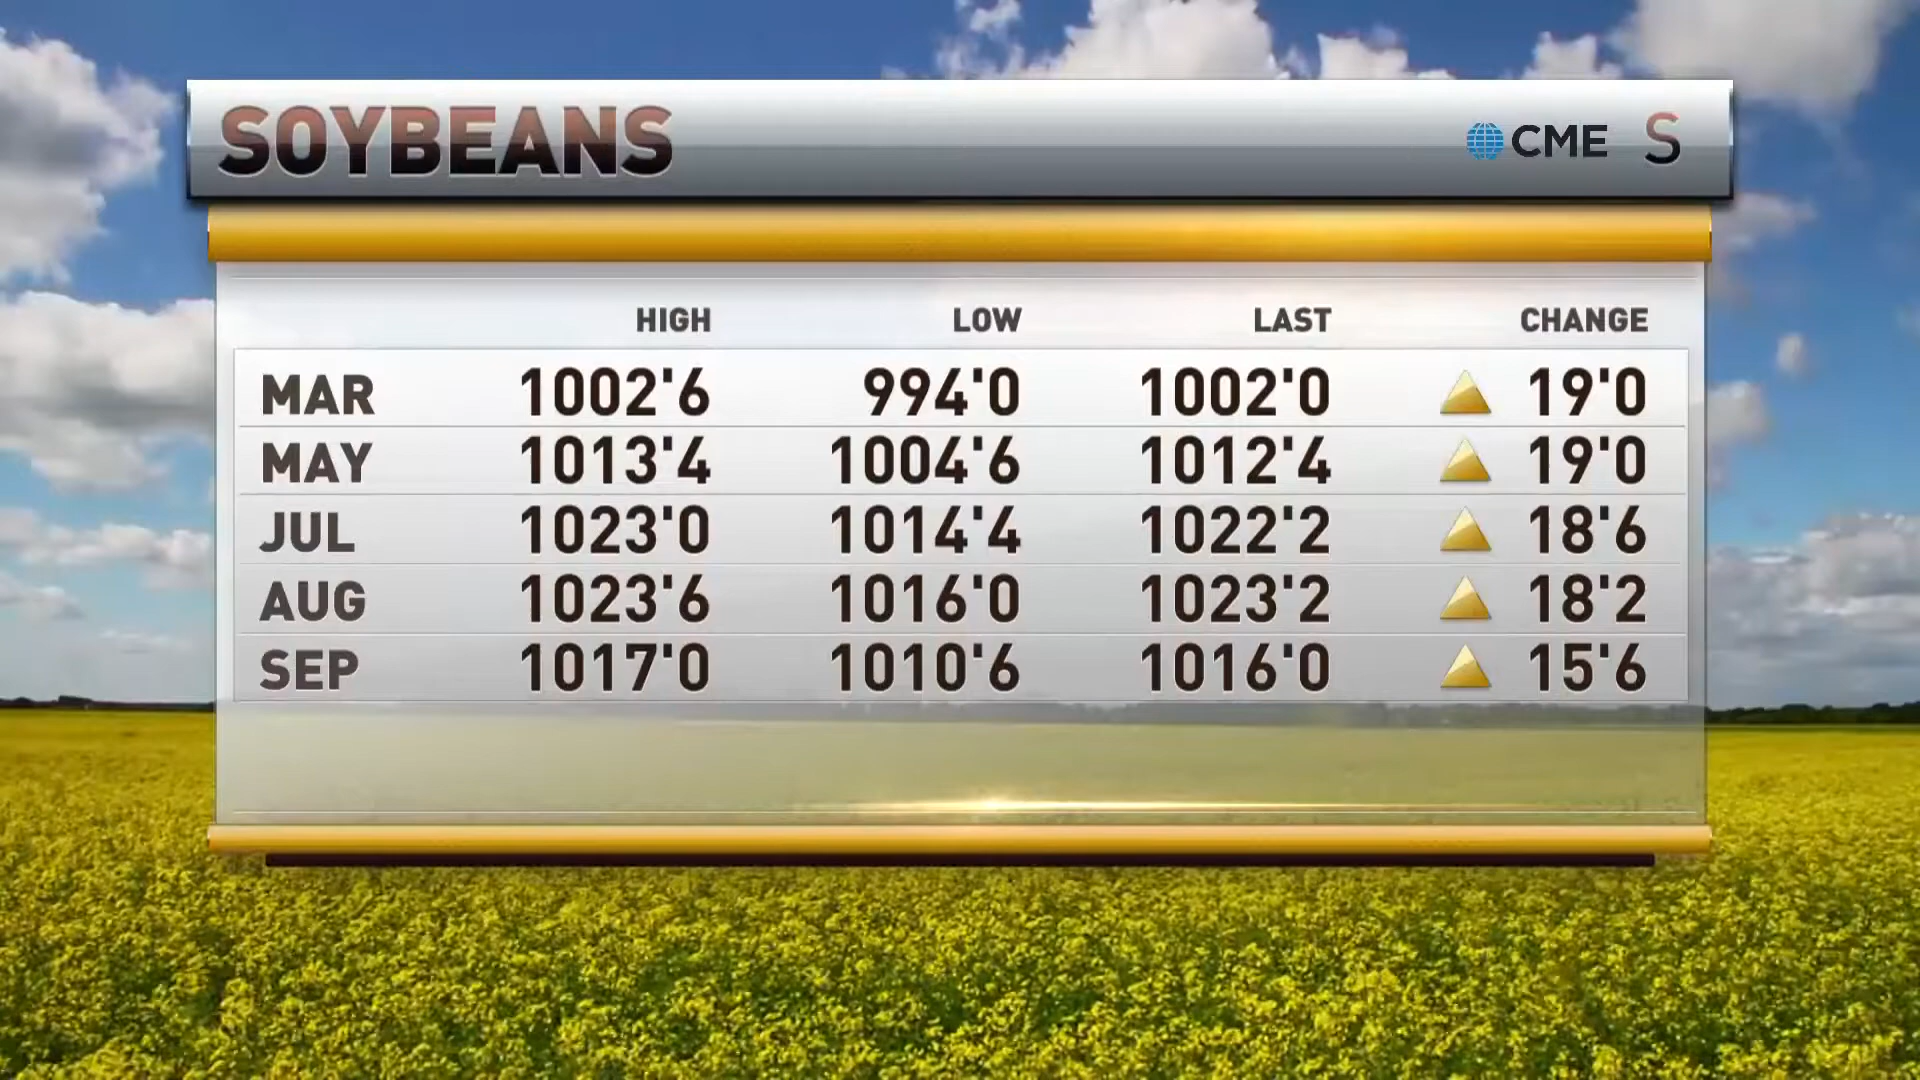 SOYBEANS CME S
HIGH LOW LAST CHANGE
MAR 1002'6 994'0 1002'0 19'0
MAY 1013'4 1004'6 1012'4 19'0
JUL 1023'0 1014'4 1022'2 18'6
AUG 1023'6 1016'0 1023'2 18'2
SEP 1017'0 1010'6 1016'0 15'6